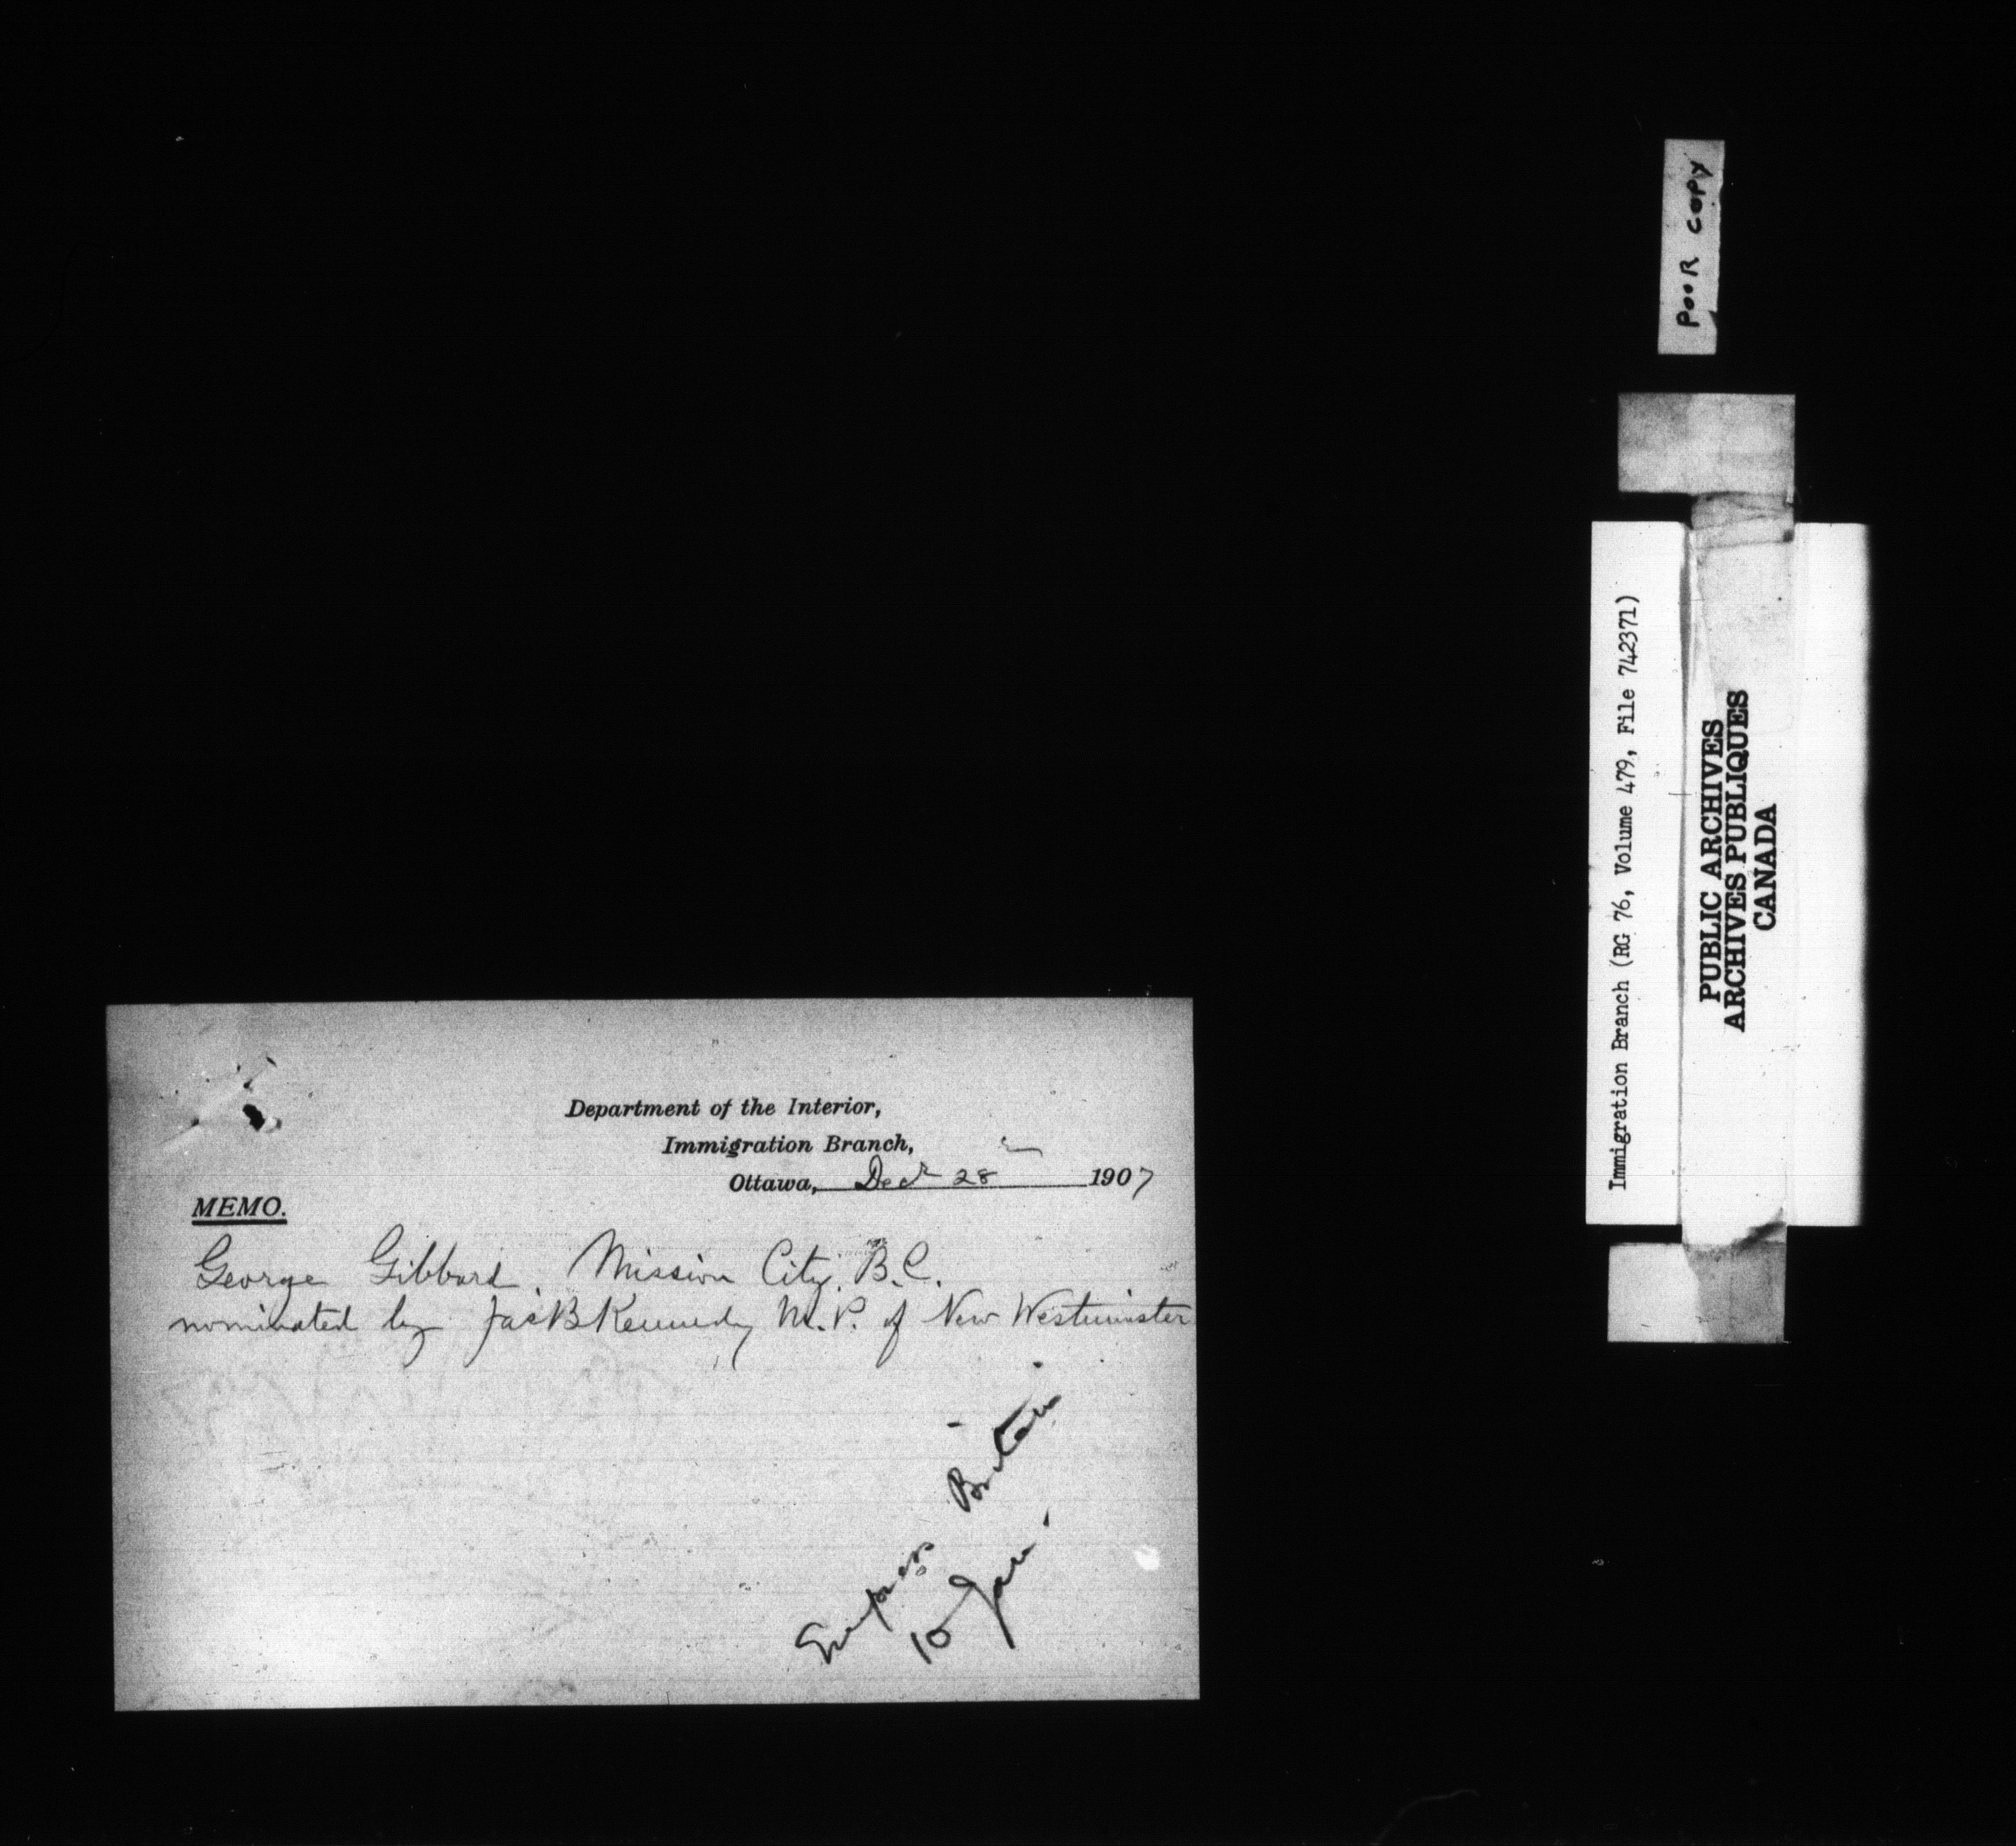 Department of the Interior,
Immigration Branch,
Ottawa, Decr 28 1907
MEMO.
George Gibbard. Mission City, B.C.
nominated by Jas B Kennedy M.P. of New Westminster
Empress Britain
10 Jan.
POOR COPY
Immigration Branch (RG 76, Volume 479, File 742371)
PUBLIC ARCHIVES
ARCHIVES PUBLIQUES
CANADA